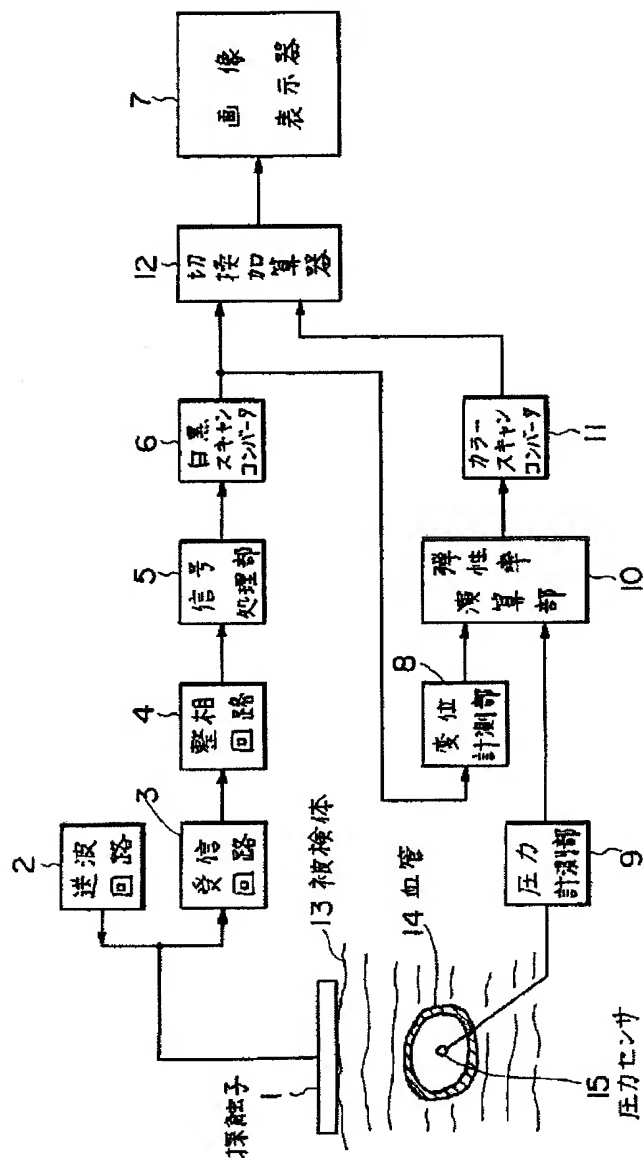 7
画像
表示器
12
切換加算器
6
白黒
スキャン
コンバータ
5
信号
処理部
4
整相
回路
3
受信
回路
2
送波
回路
11
カラー
スキャン
コンバータ
10
弾性率
演算部
8
変位
計測部
9
圧力
計測部
13 被検体
14 血管
15
圧力センサ
1
探触子